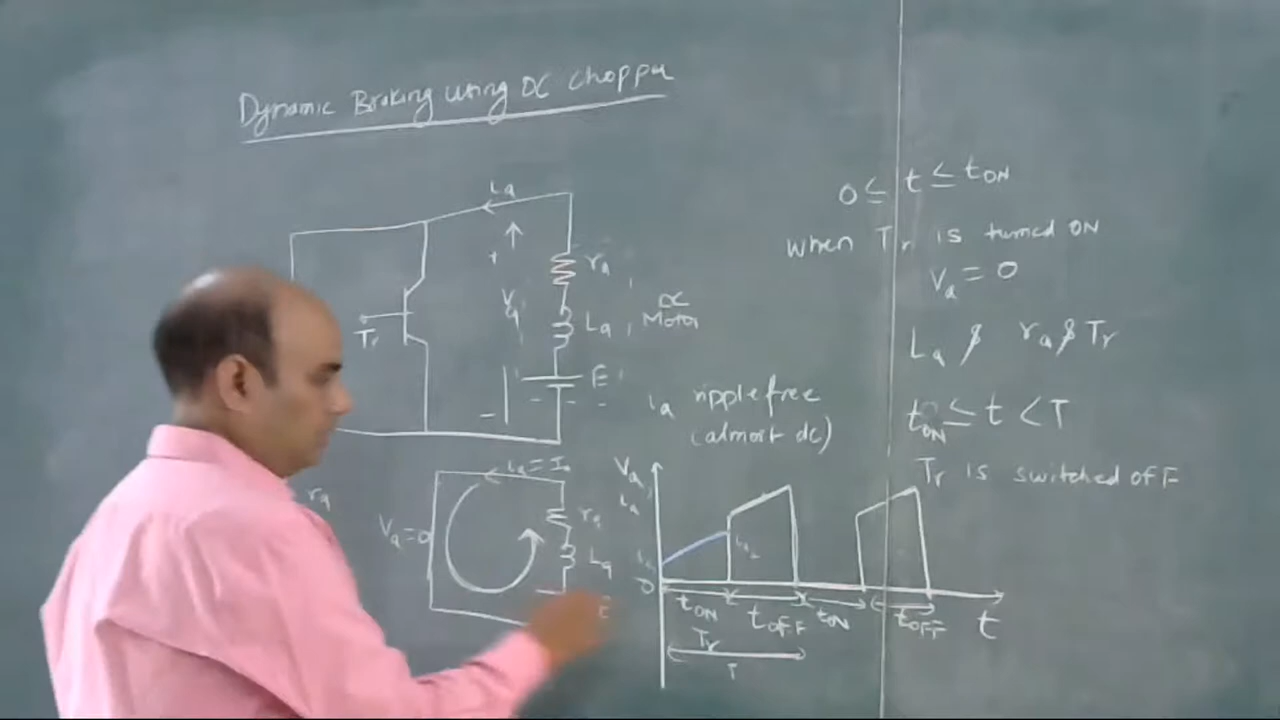 Dynamic Braking using DC Chopper
ia
+
ra
Va
La
DC
Motor
Tr
E
-
ia ripple free
(almost dc)
0 ≤ t ≤ tON
when Tr is turned ON
Va = 0
La & ra & Tr
tON ≤ t < T
Tr is switched OFF
ra
Va = 0
ra
La
E
Va,
ia
0
tON
tOFF
tON
tOFF
t
Tr
T